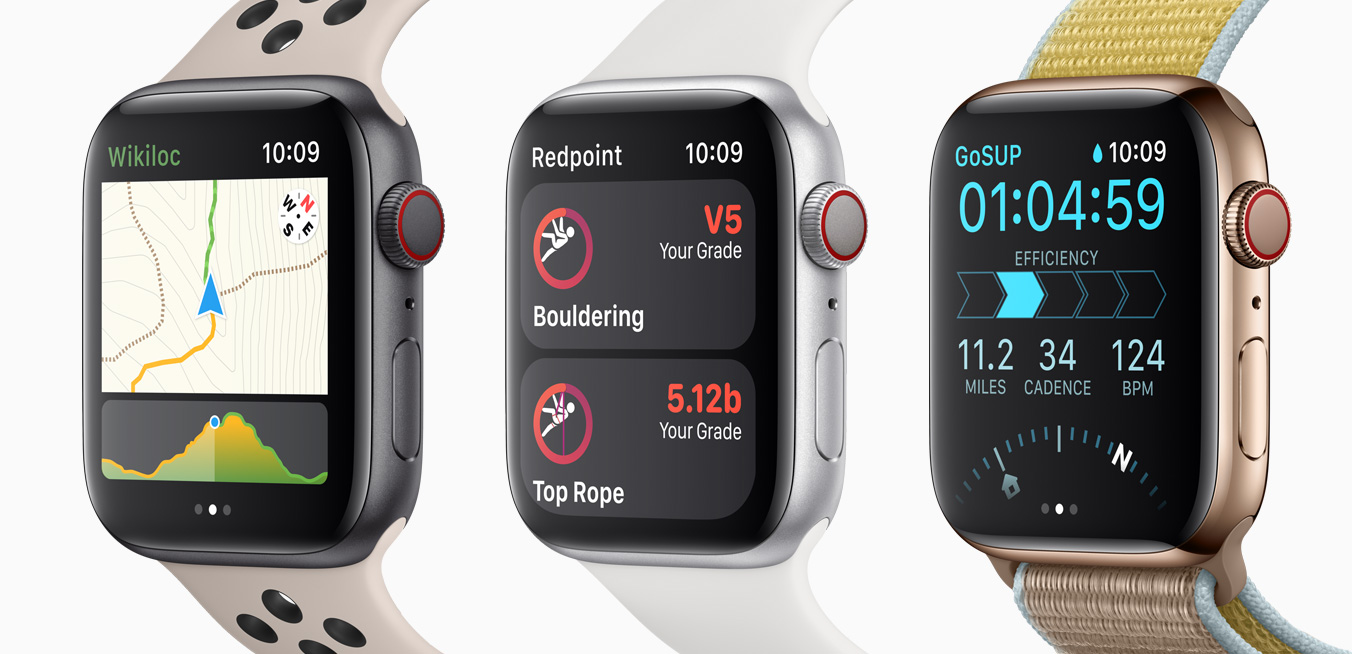 Wikiloc 10:09
N
W
E
S
Redpoint 10:09
V5
Your Grade
Bouldering
5.12b
Your Grade
Top Rope
GoSUP 10:09
01:04:59
EFFICIENCY
11.2 34 124
MILES CADENCE BPM
N